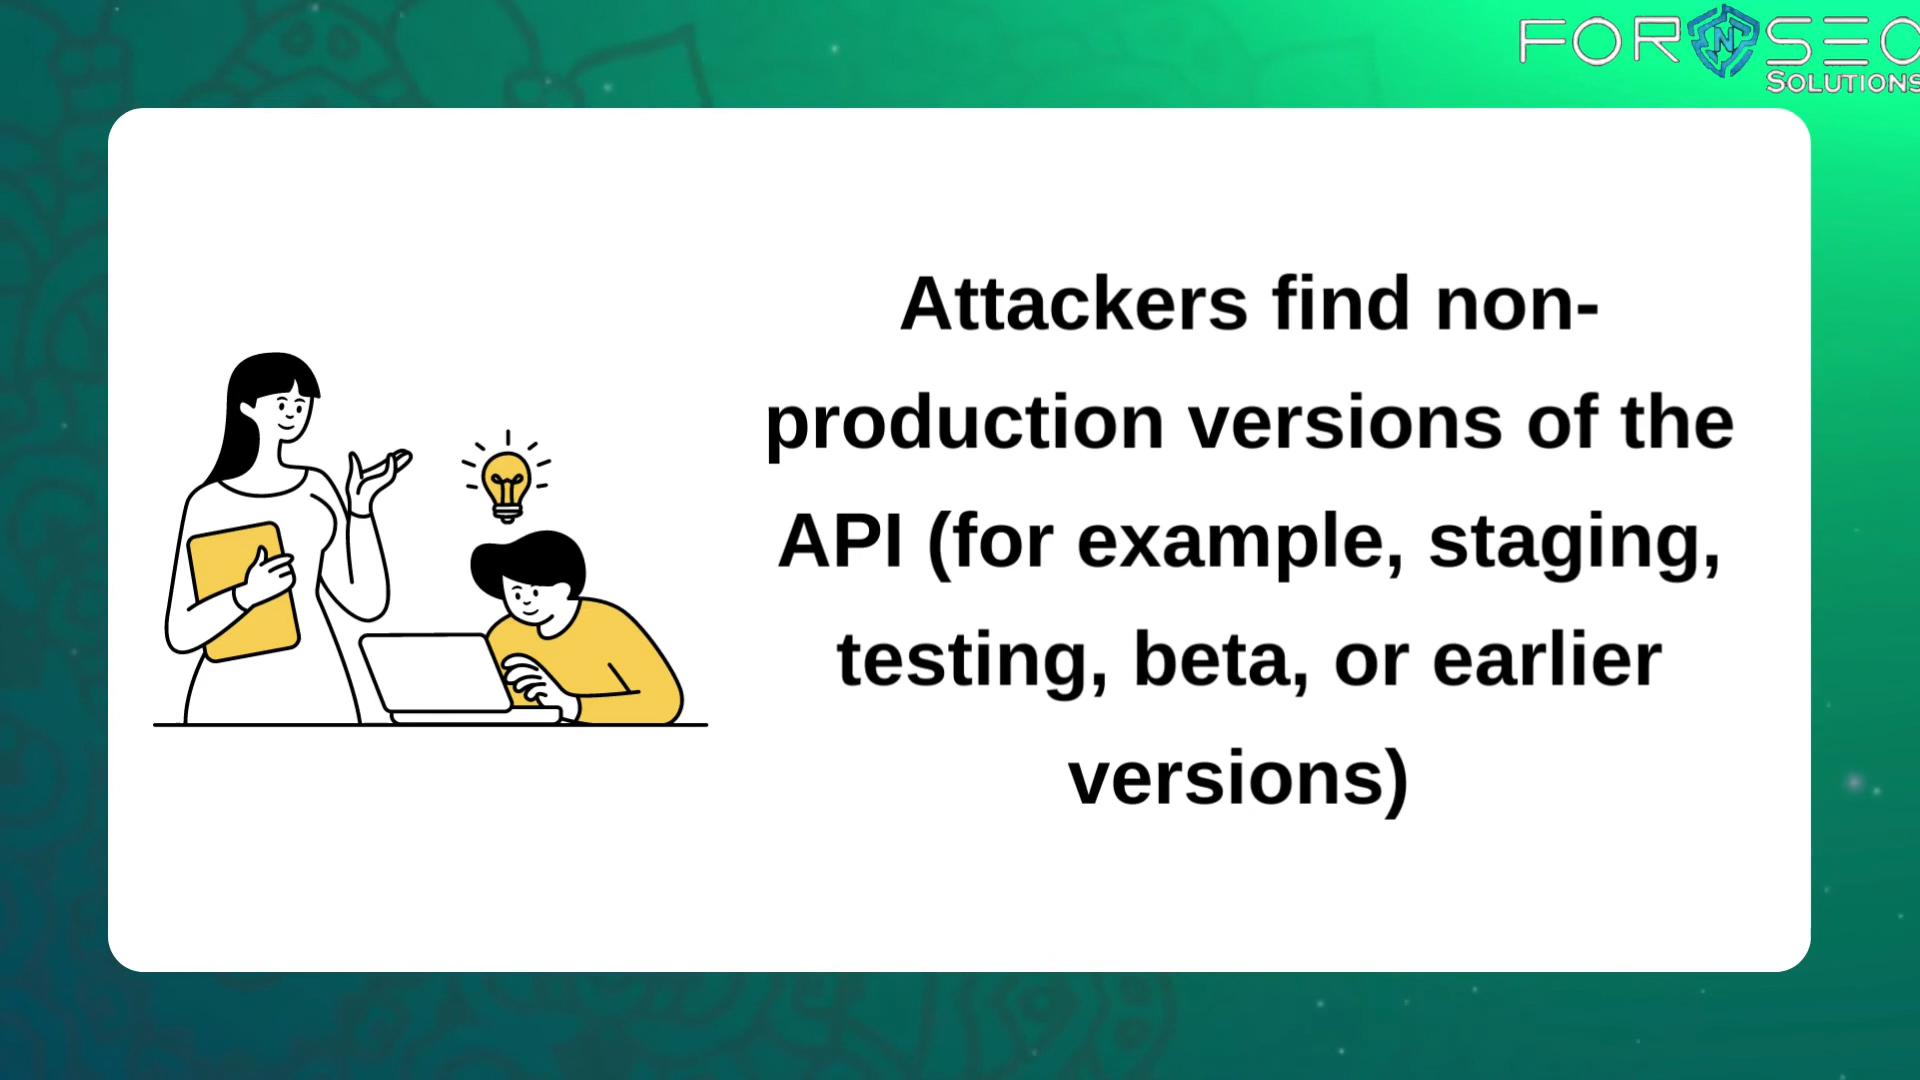 FORNSEC
SOLUTIONS
Attackers find non-
production versions of the
API (for example, staging,
testing, beta, or earlier
versions)